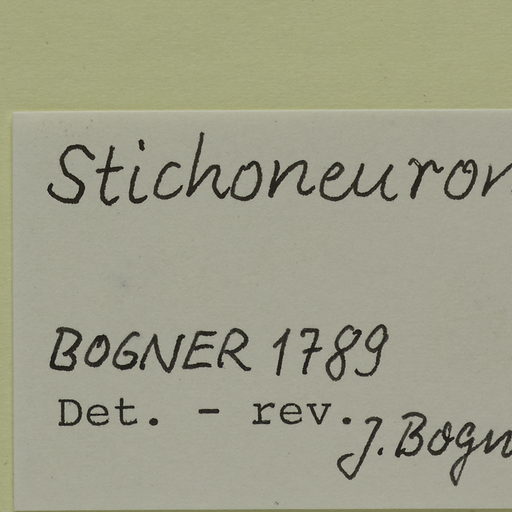 Stichoneuron
BOGNER 1789
Det. - rev. J. Bogn